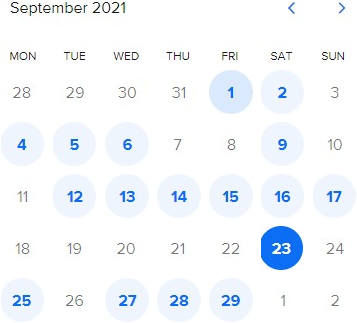 September 2021
MON TUE WED THU FRI SAT SUN
28 29 30 31 1 2 3
4 5 6 7 8 9 10
11 12 13 14 15 16 17
18 19 20 21 22 23 24
25 26 27 28 29 1 2